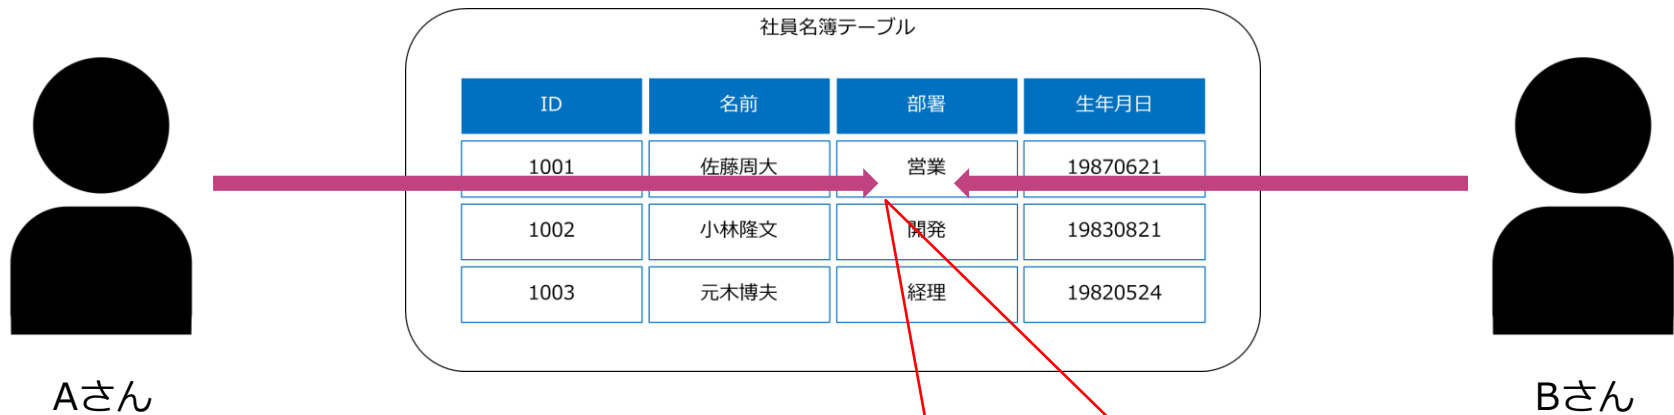 社員名簿テーブル
ID 名前 部署 生年月日
1001 佐藤周大 営業 19870621
1002 小林隆文 開発 19830821
1003 元木博夫 経理 19820524
Aさん Bさん